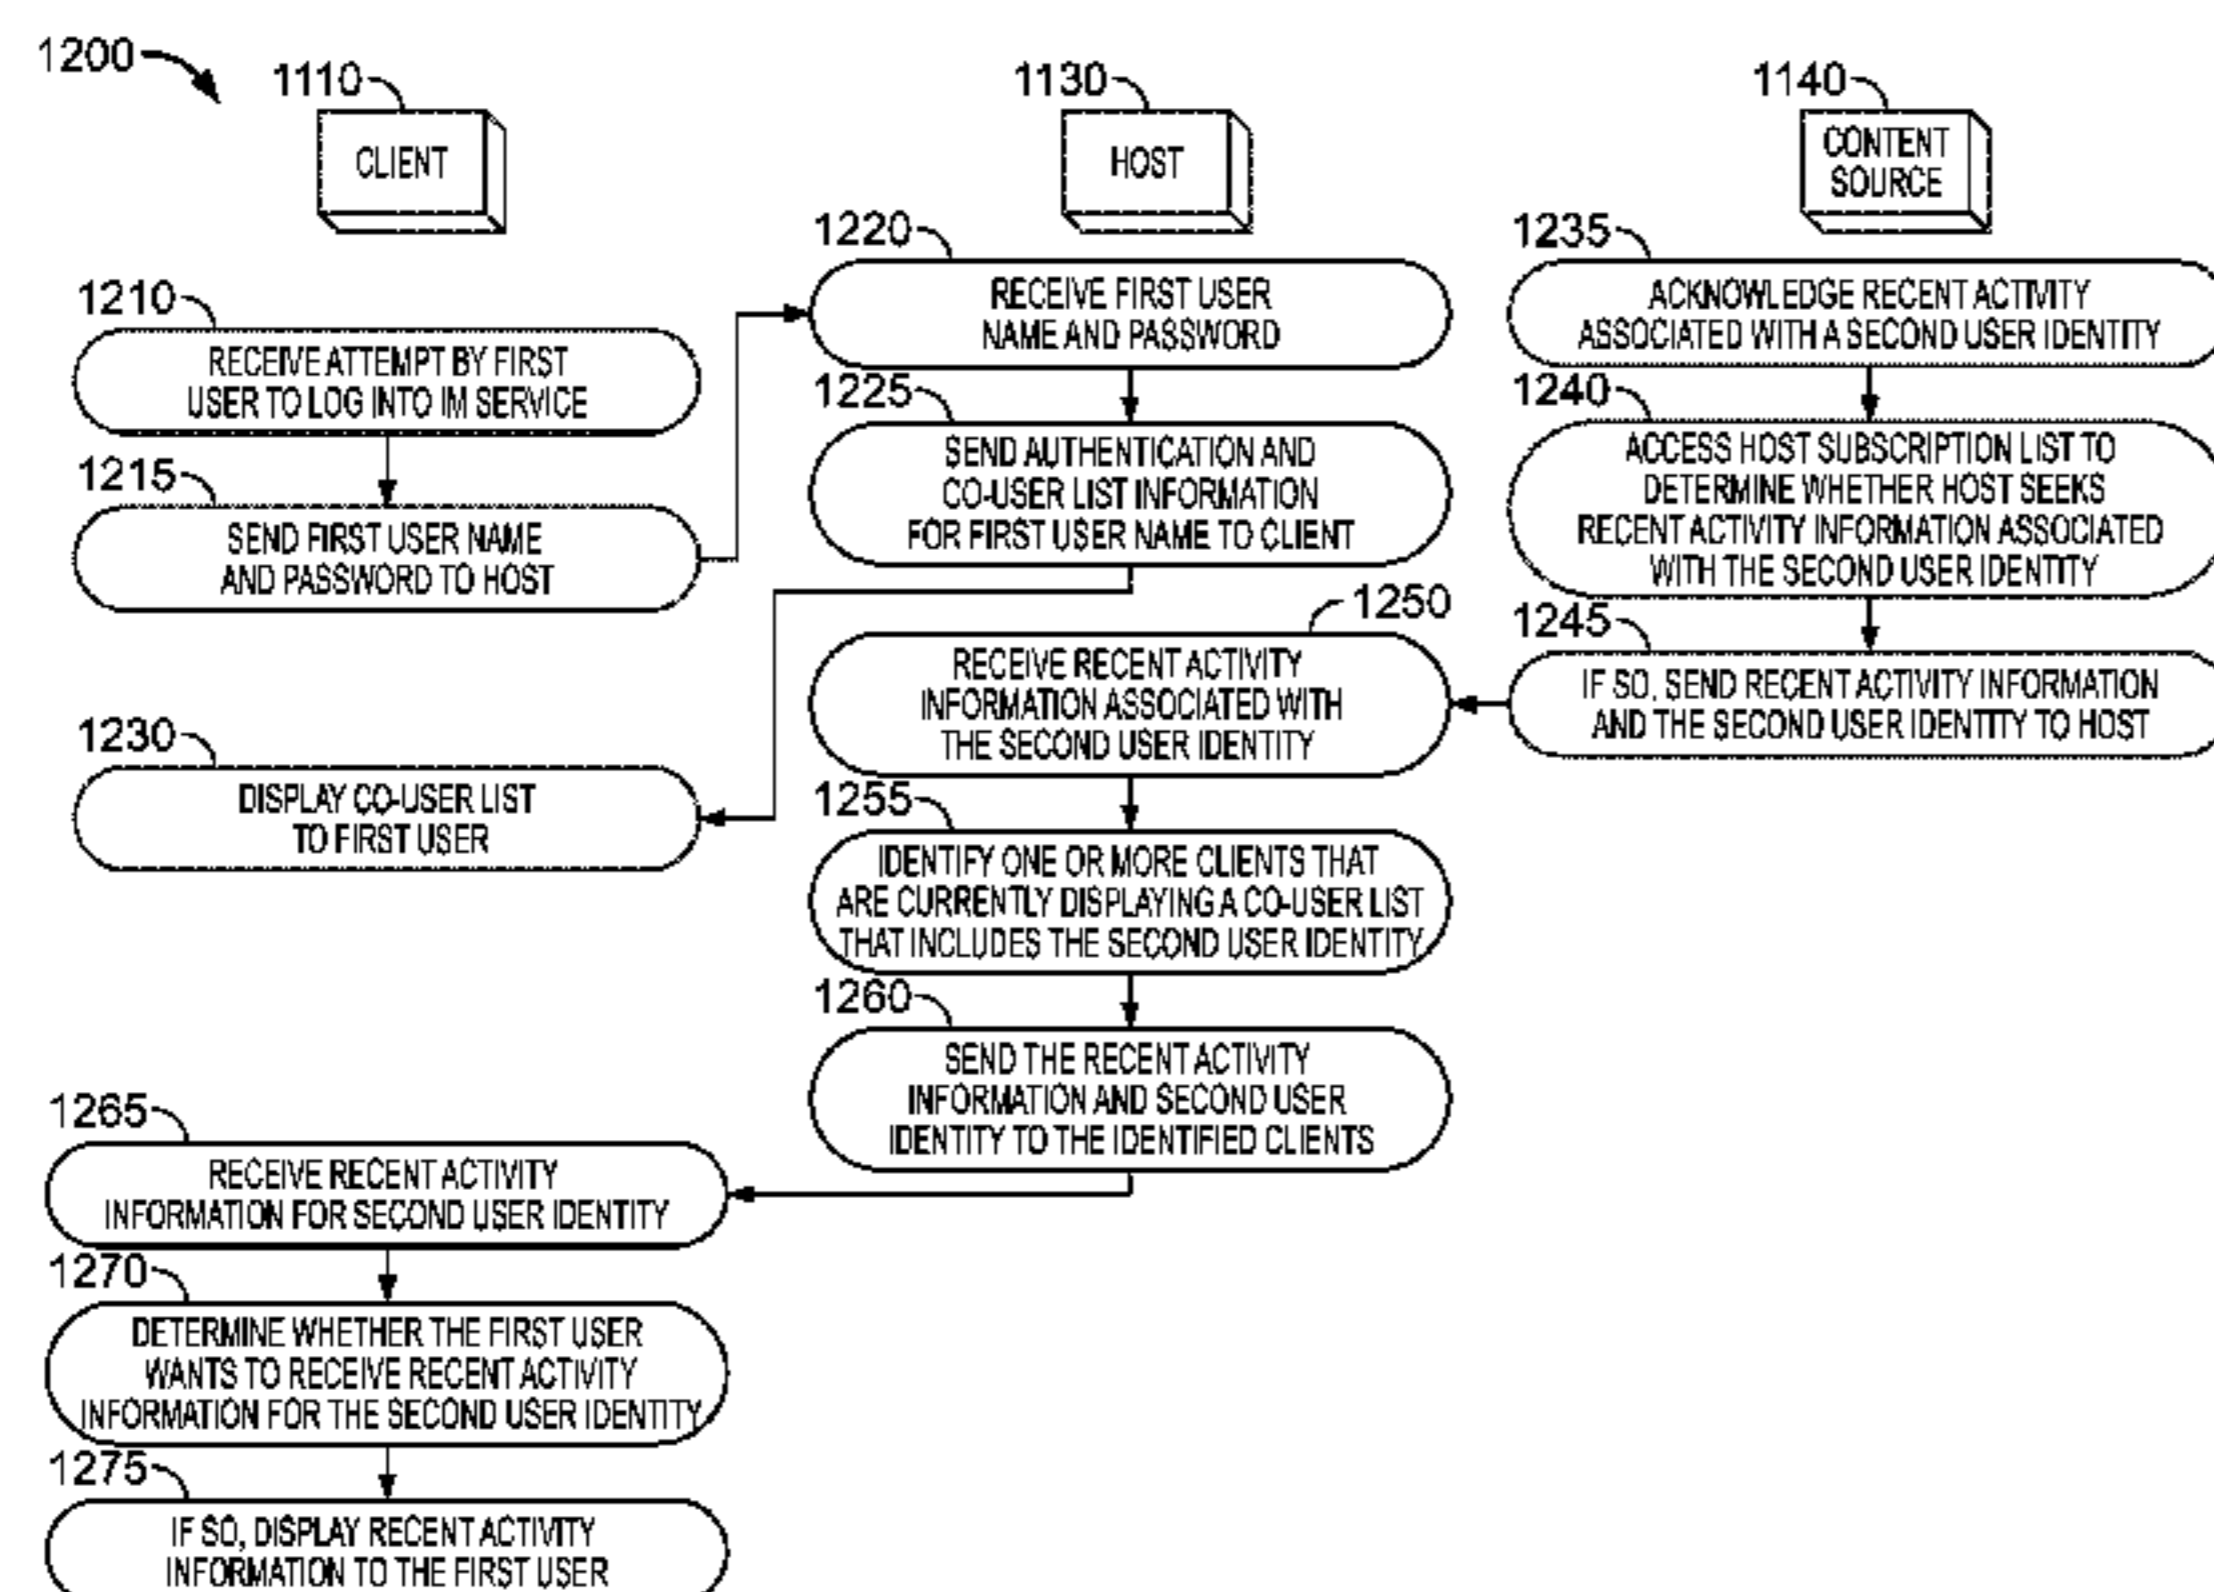 1200
1110
CLIENT
1130
HOST
1140
CONTENT
SOURCE
1210
RECEIVE ATTEMPT BY FIRST
USER TO LOG INTO IM SERVICE
1215
SEND FIRST USER NAME
AND PASSWORD TO HOST
1220
RECEIVE FIRST USER
NAME AND PASSWORD
1225
SEND AUTHENTICATION AND
CO-USER LIST INFORMATION
FOR FIRST USER NAME TO CLIENT
1230
DISPLAY CO-USER LIST
TO FIRST USER
1235
ACKNOWLEDGE RECENT ACTIVITY
ASSOCIATED WITH A SECOND USER IDENTITY
1240
ACCESS HOST SUBSCRIPTION LIST TO
DETERMINE WHETHER HOST SEEKS
RECENT ACTIVITY INFORMATION ASSOCIATED
WITH THE SECOND USER IDENTITY
1245
IF SO, SEND RECENT ACTIVITY INFORMATION
AND THE SECOND USER IDENTITY TO HOST
1250
RECEIVE RECENT ACTIVITY
INFORMATION ASSOCIATED WITH
THE SECOND USER IDENTITY
1255
IDENTIFY ONE OR MORE CLIENTS THAT
ARE CURRENTLY DISPLAYING A CO-USER LIST
THAT INCLUDES THE SECOND USER IDENTITY
1260
SEND THE RECENT ACTIVITY
INFORMATION AND SECOND USER
IDENTITY TO THE IDENTIFIED CLIENTS
1265
RECEIVE RECENT ACTIVITY
INFORMATION FOR SECOND USER IDENTITY
1270
DETERMINE WHETHER THE FIRST USER
WANTS TO RECEIVE RECENT ACTIVITY
INFORMATION FOR THE SECOND USER IDENTITY
1275
IF SO, DISPLAY RECENT ACTIVITY
INFORMATION TO THE FIRST USER